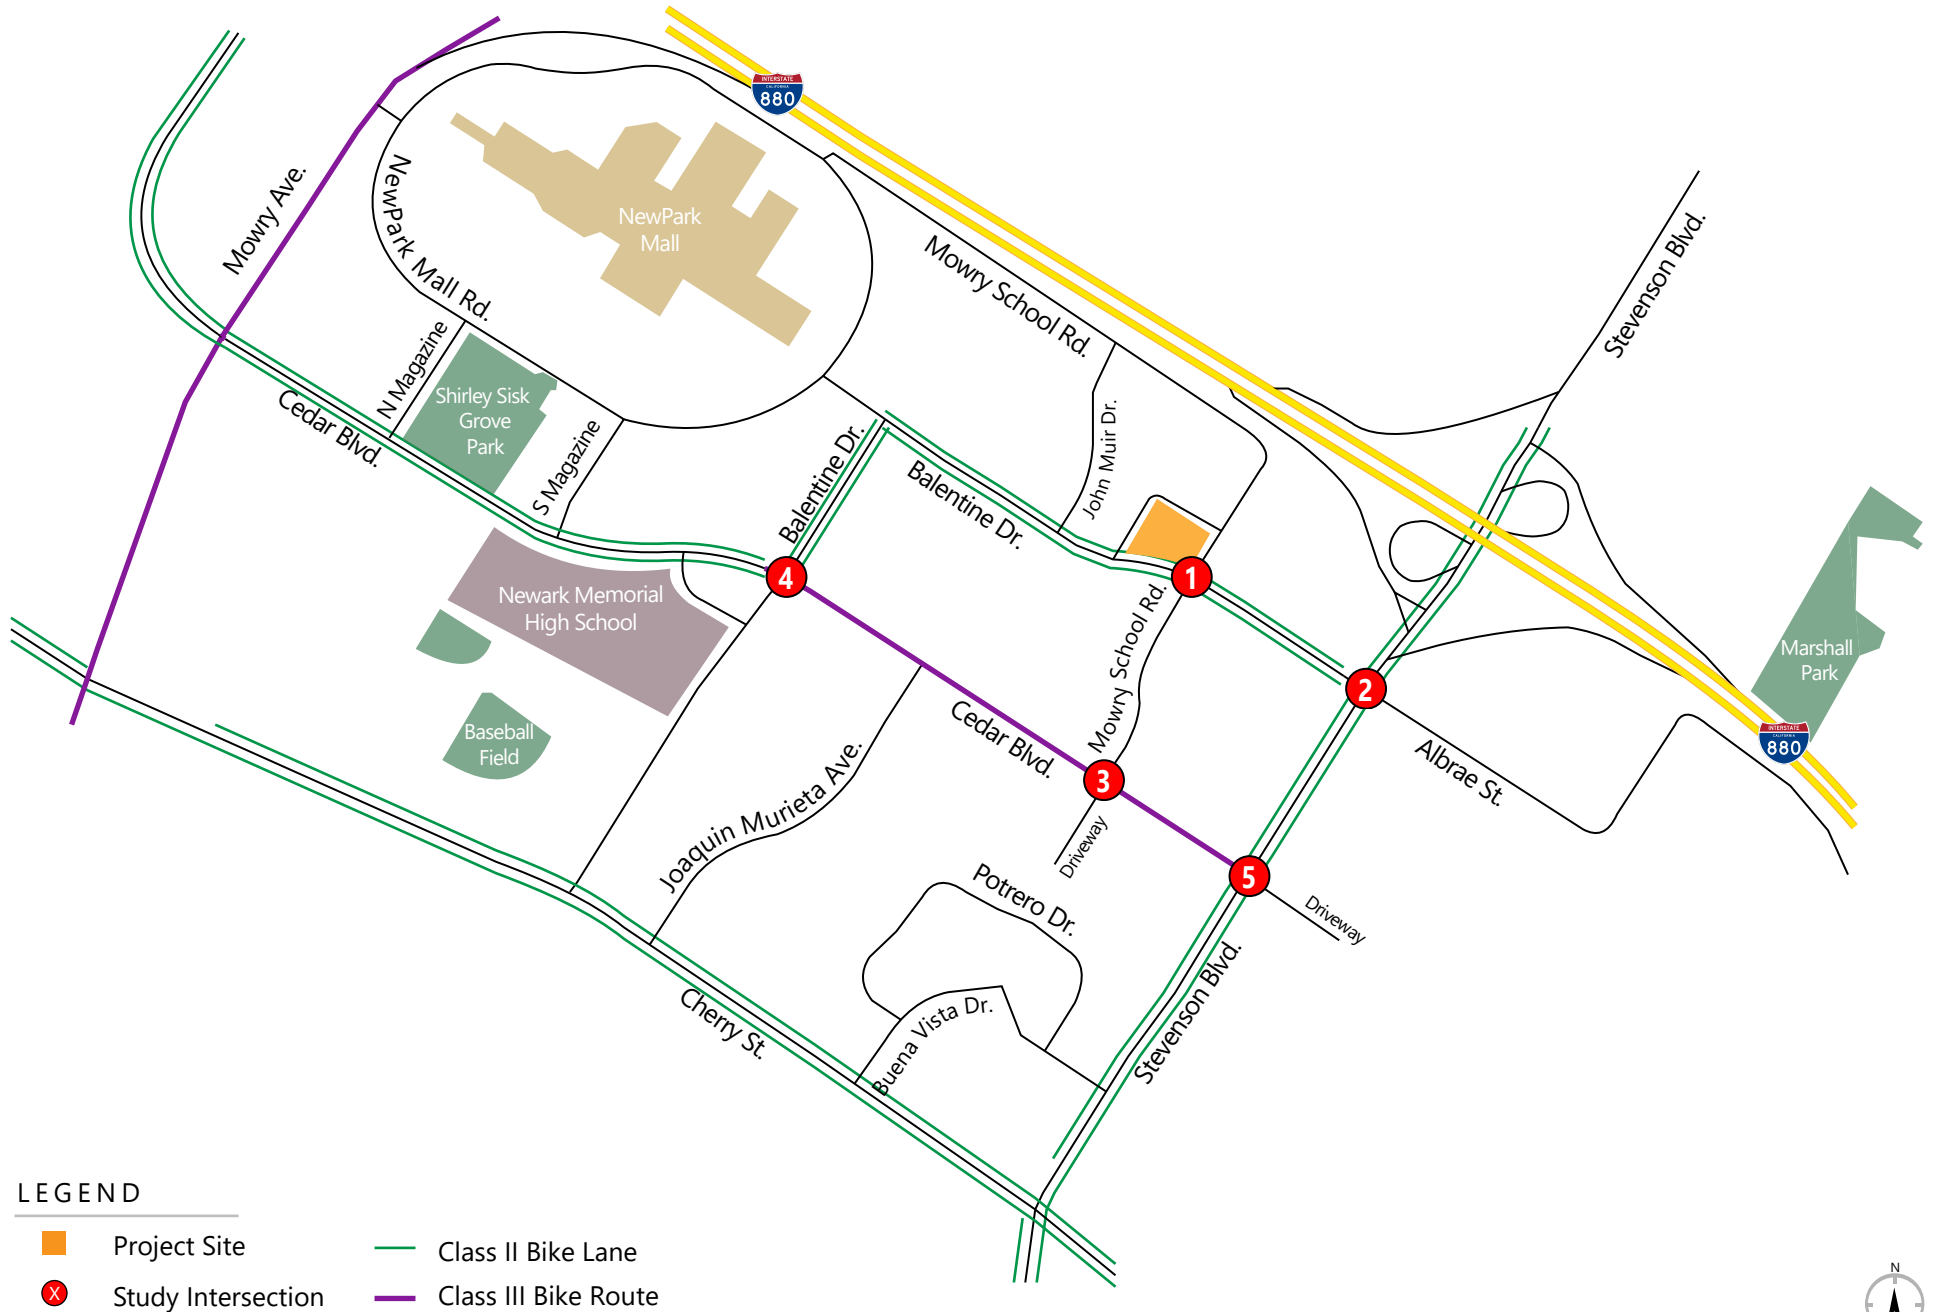 INTERSTATE
CALIFORNIA
880
Mowry Ave.
NewPark Mall Rd.
NewPark
Mall
Mowry School Rd.
Stevenson Blvd.
N Magazine
Shirley Sisk
Grove
Park
Cedar Blvd.
S Magazine
Balentine Dr.
Balentine Dr.
John Muir Dr.
4
1
Newark Memorial
High School
Mowry School Rd.
Marshall
Park
2
Baseball
Field
Cedar Blvd.
INTERSTATE
CALIFORNIA
880
3
Albrae St.
Joaquin Murieta Ave.
Driveway
5
Potrero Dr.
Driveway
Stevenson Blvd.
Buena Vista Dr.
Cherry St.
LEGEND
Project Site
Class II Bike Lane
X
Study Intersection
Class III Bike Route
N